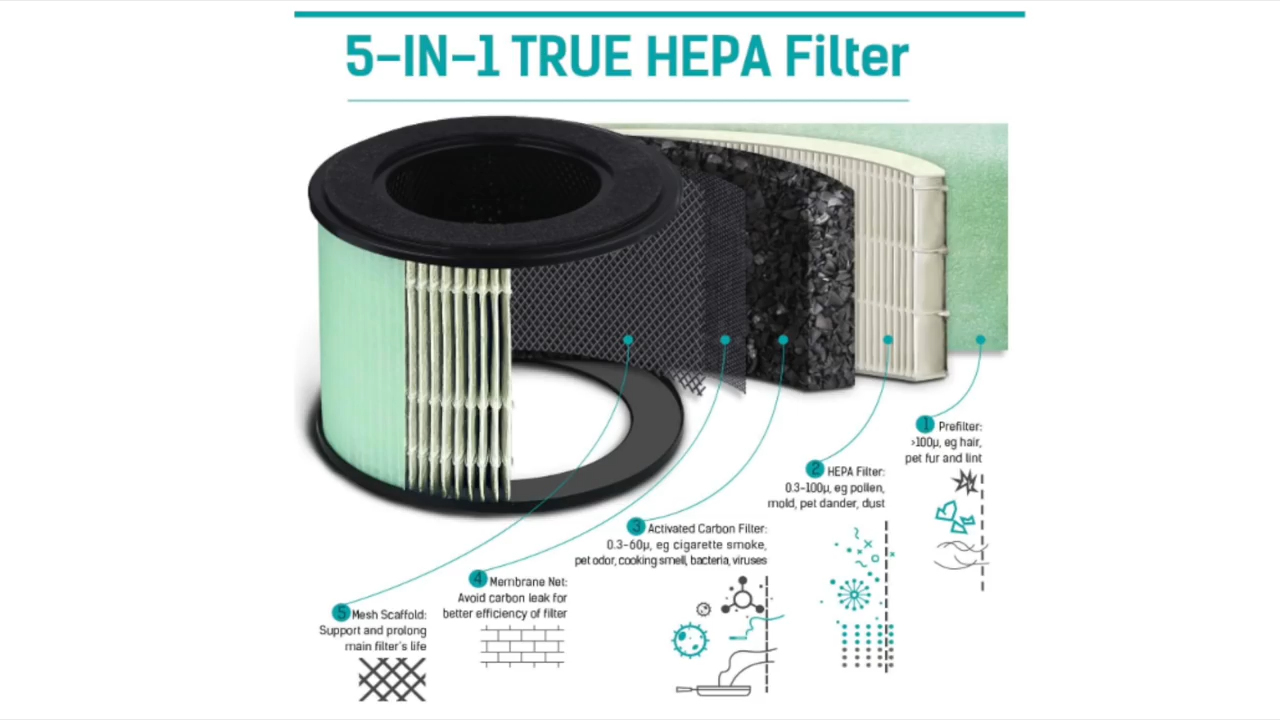 5-IN-1 TRUE HEPA Filter
1 Prefilter:
>100μ, eg hair,
pet fur and lint
2 HEPA Filter:
0.3-100μ, eg pollen,
mold, pet dander, dust
3 Activated Carbon Filter:
0.3-60μ, eg cigarette smoke,
pet odor, cooking smell, bacteria, viruses
4 Membrane Net:
Avoid carbon leak for
better efficiency of filter
5 Mesh Scaffold:
Support and prolong
main filter's life